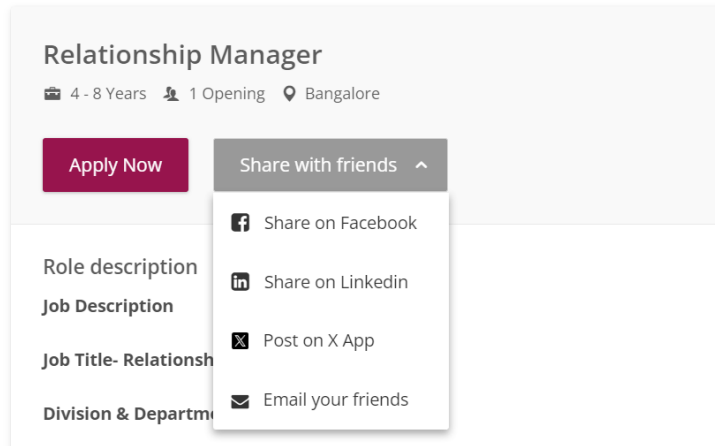 Relationship Manager
4 - 8 Years 1 Opening Bangalore
Apply Now Share with friends
Share on Facebook
Share on Linkedin
Post on X App
Email your friends
Role description
Job Description
Job Title- Relationsh
Division & Departm